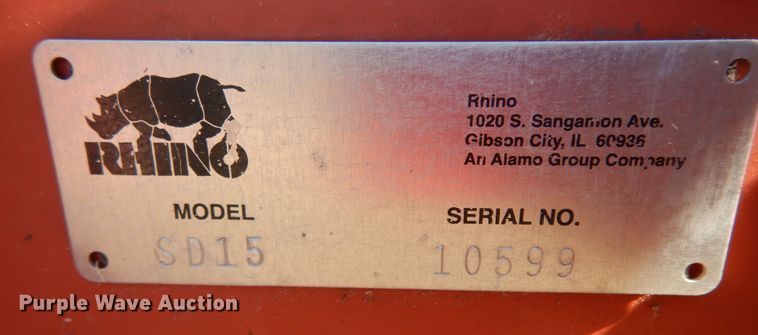 RHINO
Rhino
1020 S. Sangamon Ave.
Gibson City, IL 60936
An Alamo Group Company
MODEL
SD15
SERIAL NO.
10599
Purple Wave Auction